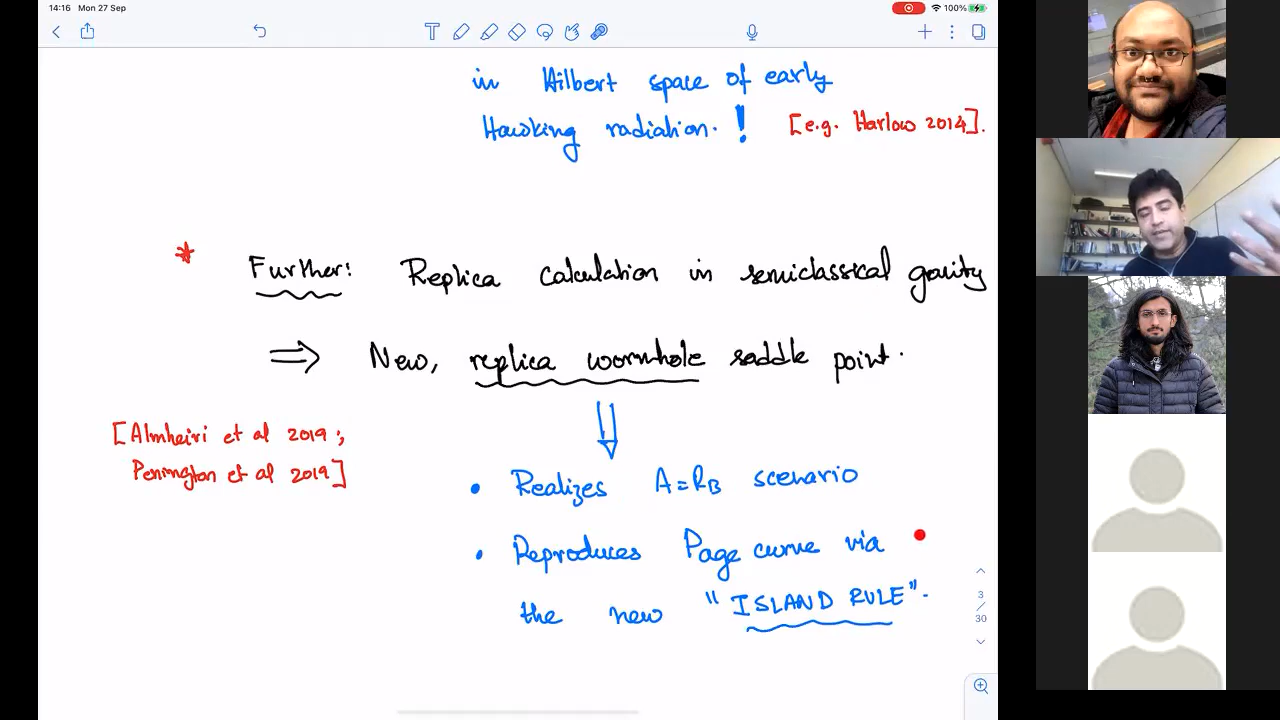 14:16 Mon 27 Sep
100%
in Hilbert space of early
Hawking radiation. ! [e.g. Harlow 2014].
* Further: Replica calculation in semiclassical gravity
⇒ New, replica wormhole saddle point.
[Almheiri et al 2019;
Penington et al 2019]
• Realizes A=R_B scenario
• Reproduces Page curve via
the new "ISLAND RULE".
3
/
30